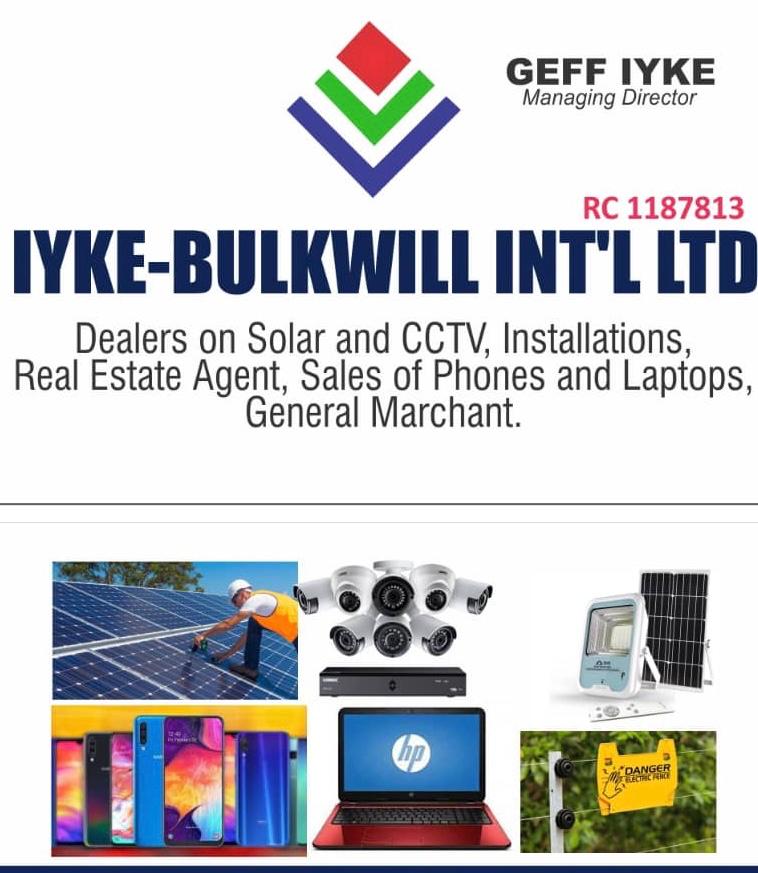 GEFF IYKE
Managing Director
RC 1187813
IYKE-BULKWILL INT'L LTD
Dealers on Solar and CCTV, Installations,
Real Estate Agent, Sales of Phones and Laptops,
General Marchant.
hp
DANGER
ELECTRIC FENCE